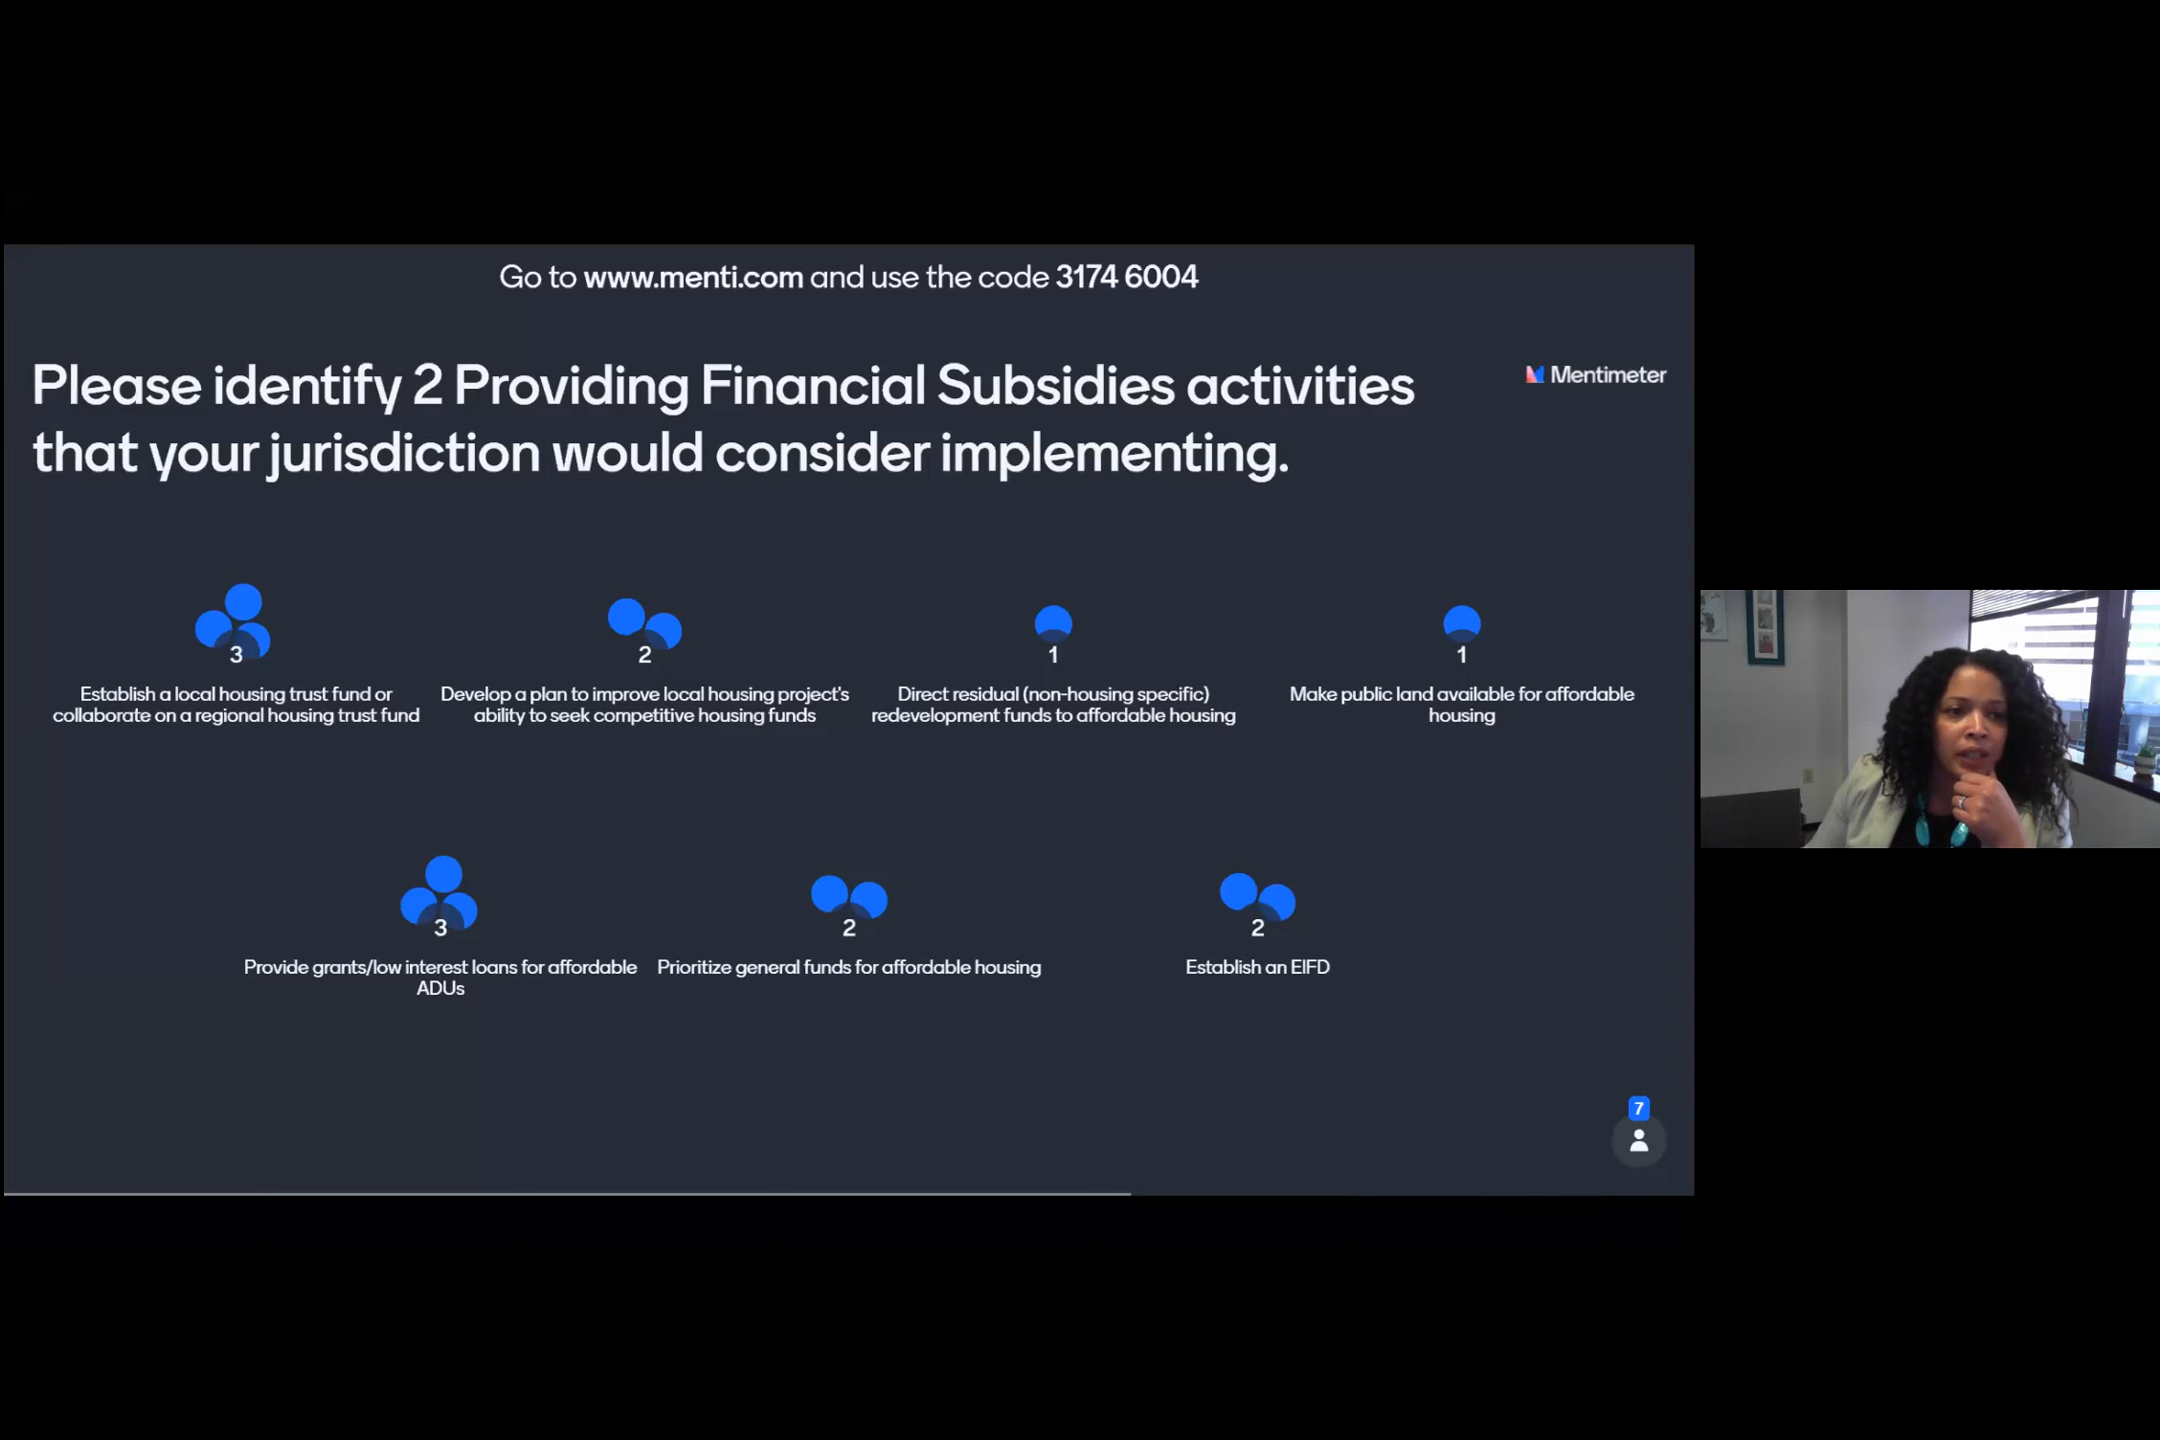 Go to www.menti.com and use the code 3174 6004
Please identify 2 Providing Financial Subsidies activities
that your jurisdiction would consider implementing.
Mentimeter
3
Establish a local housing trust fund or
collaborate on a regional housing trust fund
2
Develop a plan to improve local housing project's
ability to seek competitive housing funds
1
Direct residual (non-housing specific)
redevelopment funds to affordable housing
1
Make public land available for affordable
housing
3
Provide grants/low interest loans for affordable
ADUs
2
Prioritize general funds for affordable housing
2
Establish an EIFD
7